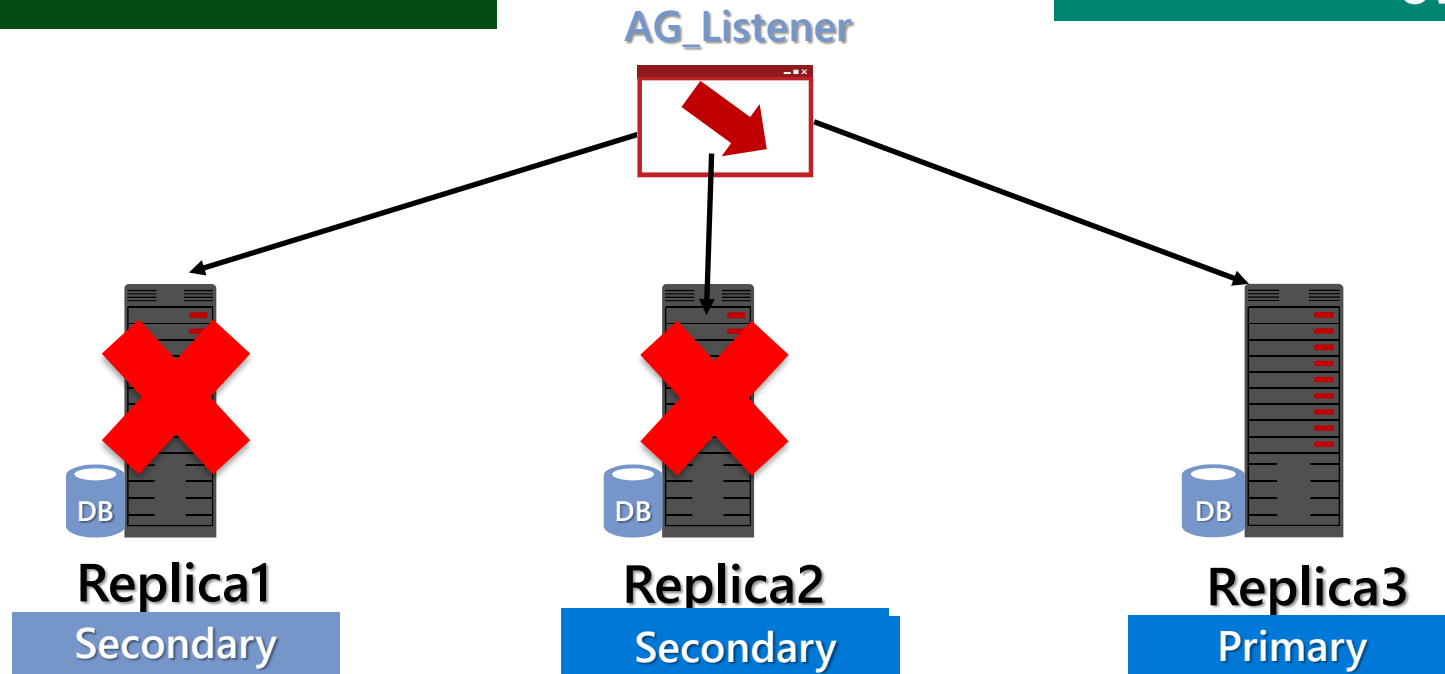 AG_Listener
DB
DB
DB
Replica1
Replica2
Replica3
Secondary
Secondary
Primary